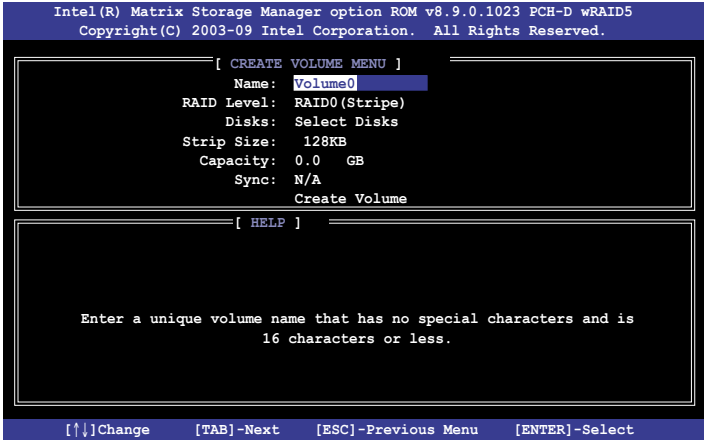 Intel(R) Matrix Storage Manager option ROM v8.9.0.1023 PCH-D wRAID5
Copyright(C) 2003-09 Intel Corporation. All Rights Reserved.
[ CREATE VOLUME MENU ]
Name: Volume0
RAID Level: RAID0(Stripe)
Disks: Select Disks
Strip Size: 128KB
Capacity: 0.0 GB
Sync: N/A
Create Volume
[ HELP ]
Enter a unique volume name that has no special characters and is
16 characters or less.
[↑↓]Change [TAB]-Next [ESC]-Previous Menu [ENTER]-Select